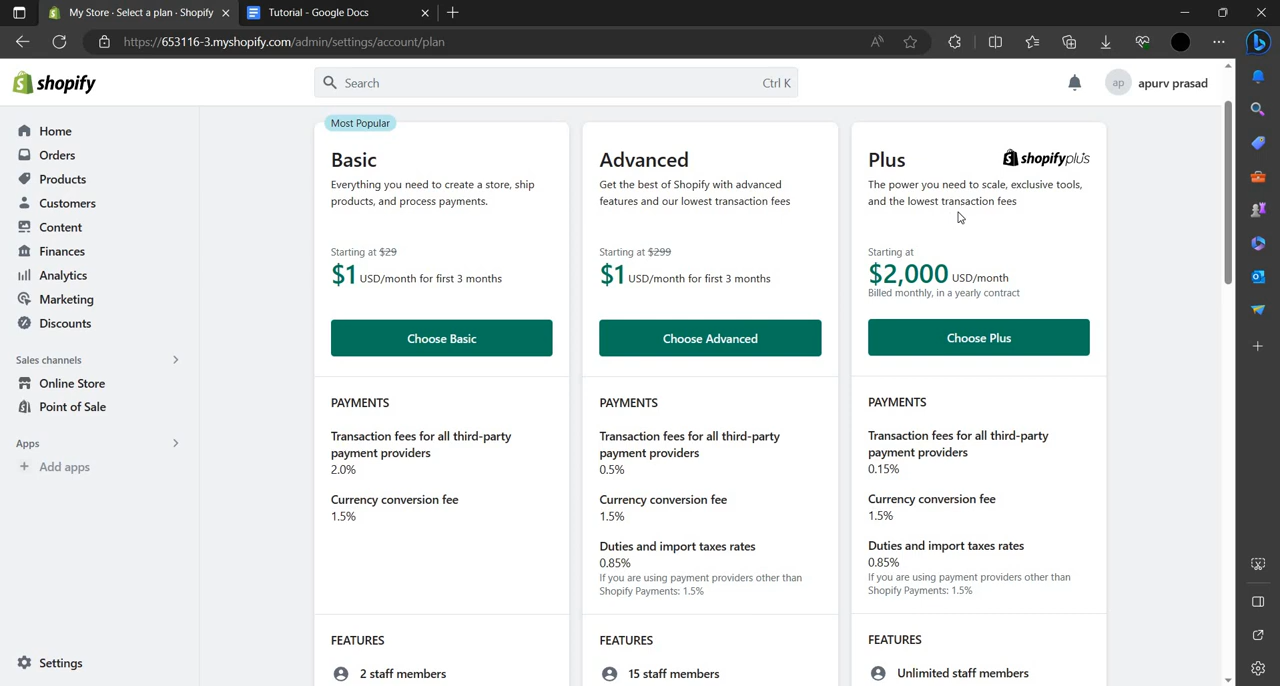 My Store · Select a plan · Shopify
Tutorial - Google Docs
https://653116-3.myshopify.com/admin/settings/account/plan
shopify
Search
Ctrl K
ap
apurv prasad
Home
Orders
Products
Customers
Content
Finances
Analytics
Marketing
Discounts
Sales channels
Online Store
Point of Sale
Apps
Add apps
Settings
Most Popular
Basic
Everything you need to create a store, ship
products, and process payments.
Starting at $29
$1 USD/month for first 3 months
Choose Basic
PAYMENTS
Transaction fees for all third-party
payment providers
2.0%
Currency conversion fee
1.5%
FEATURES
2 staff members
Advanced
Get the best of Shopify with advanced
features and our lowest transaction fees
Starting at $299
$1 USD/month for first 3 months
Choose Advanced
PAYMENTS
Transaction fees for all third-party
payment providers
0.5%
Currency conversion fee
1.5%
Duties and import taxes rates
0.85%
If you are using payment providers other than
Shopify Payments: 1.5%
FEATURES
15 staff members
Plus
shopifyplus
The power you need to scale, exclusive tools,
and the lowest transaction fees
Starting at
$2,000 USD/month
Billed monthly, in a yearly contract
Choose Plus
PAYMENTS
Transaction fees for all third-party
payment providers
0.15%
Currency conversion fee
1.5%
Duties and import taxes rates
0.85%
If you are using payment providers other than
Shopify Payments: 1.5%
FEATURES
Unlimited staff members